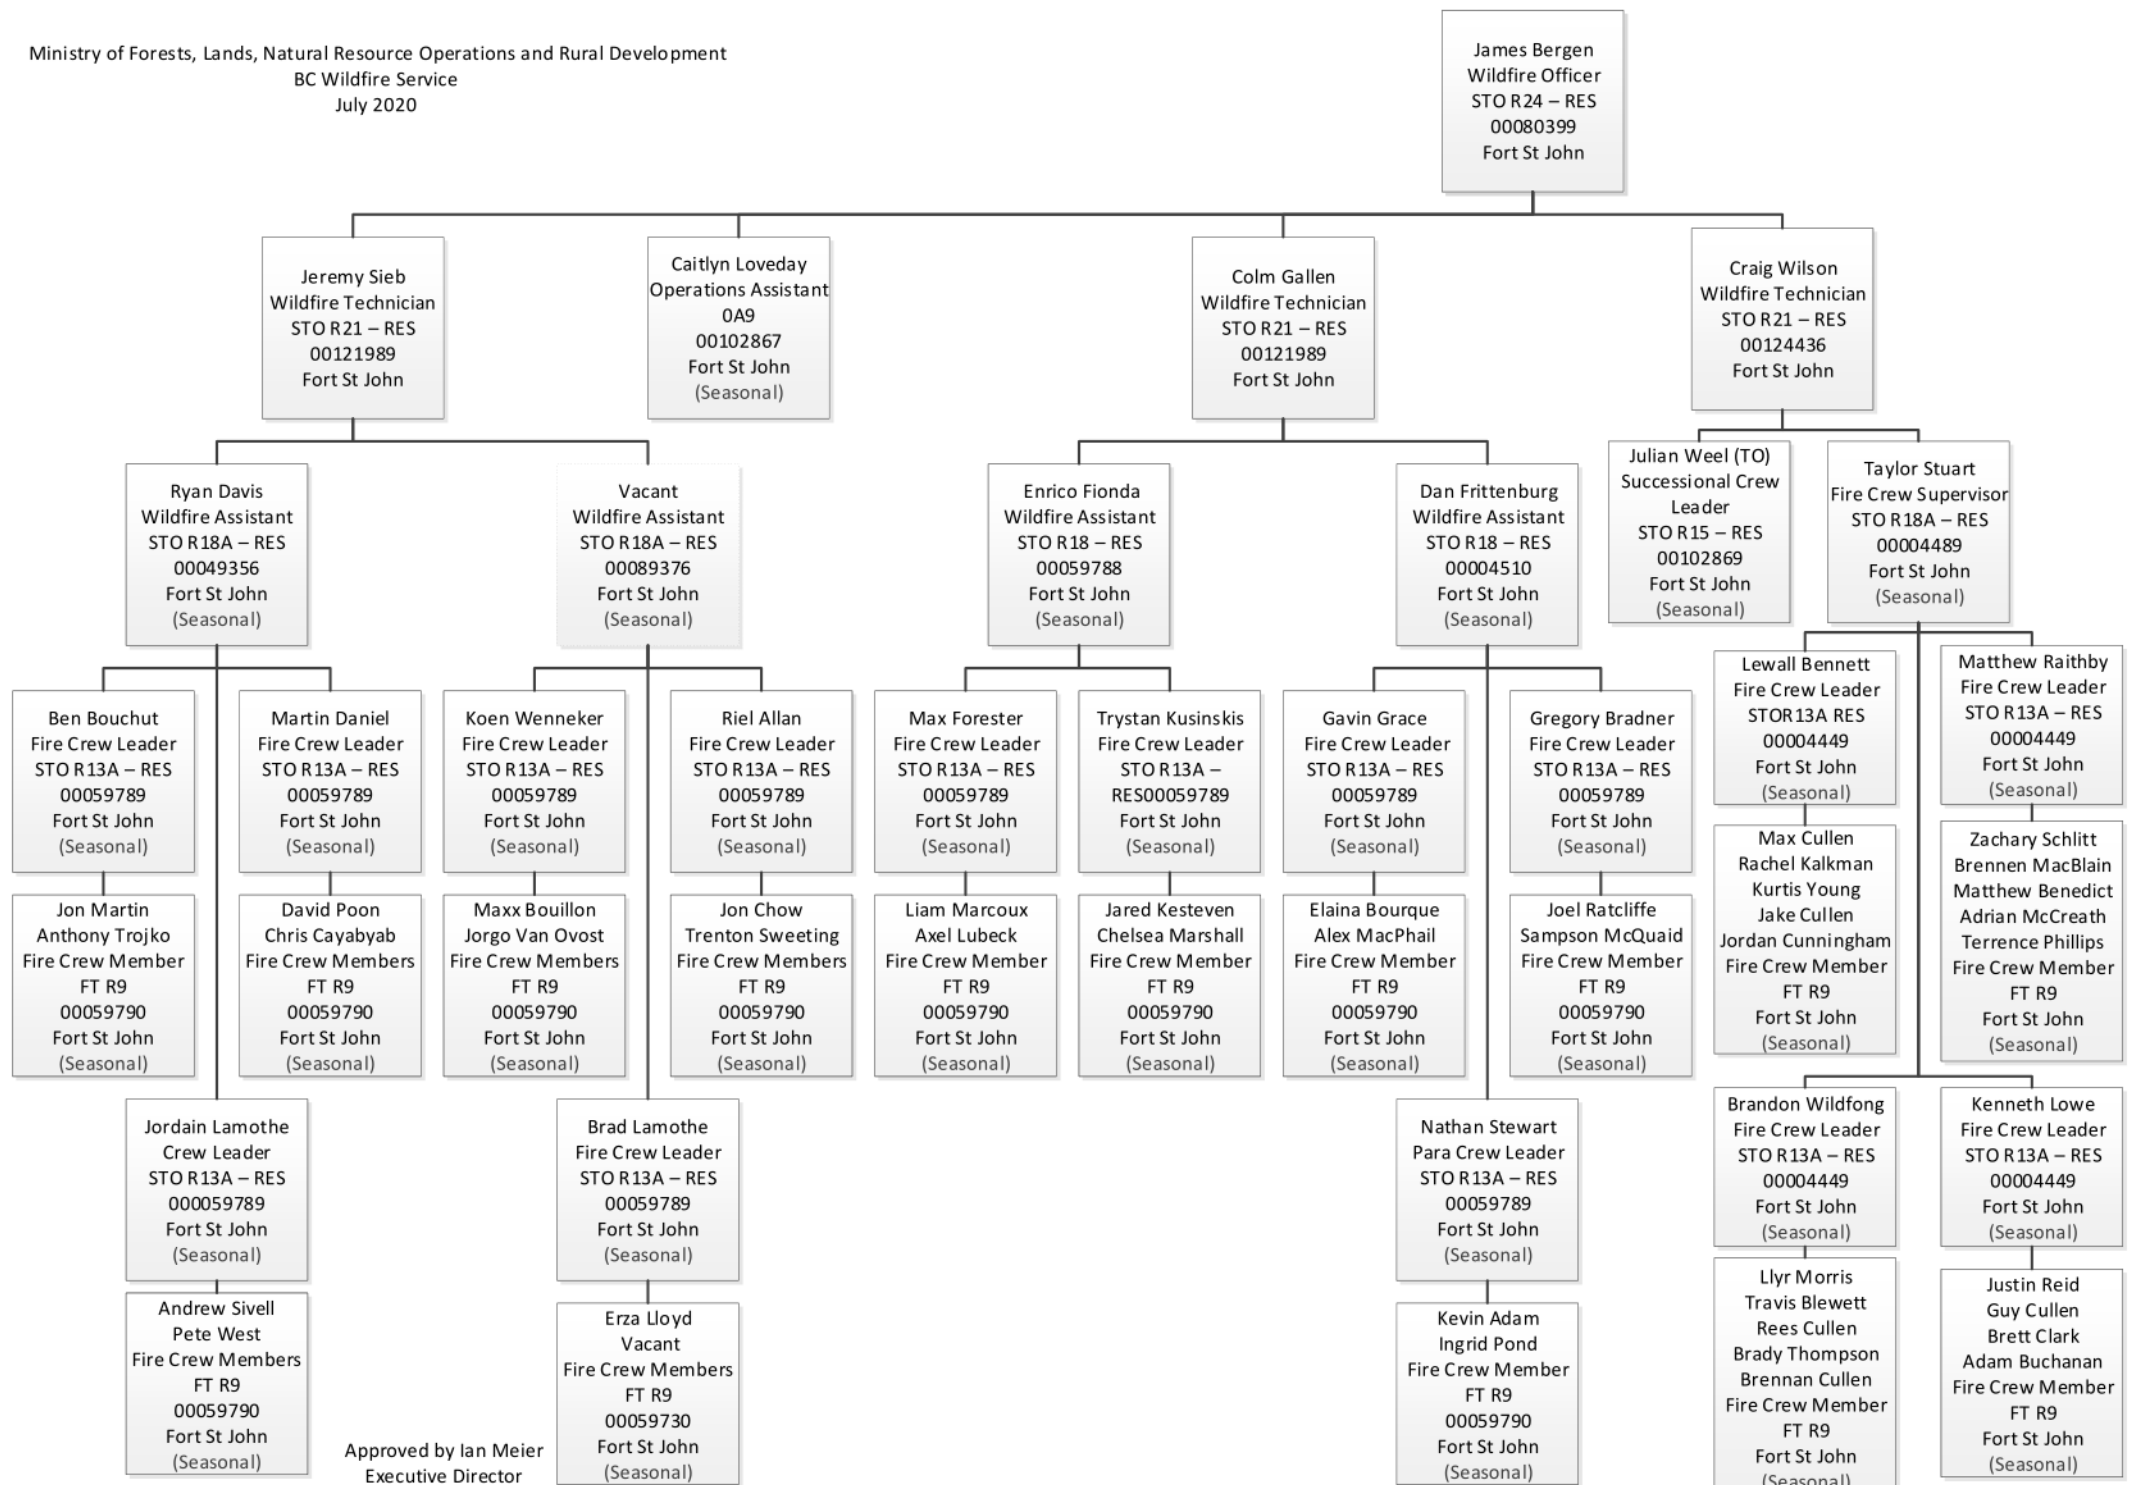 Ministry of Forests, Lands, Natural Resource Operations and Rural Development
BC Wildfire Service
July 2020
James Bergen
Wildfire Officer
STO R24 – RES
00080399
Fort St John
Jeremy Sieb
Wildfire Technician
STO R21 – RES
00121989
Fort St John
Caitlyn Loveday
Operations Assistant
0A9
00102867
Fort St John
(Seasonal)
Colm Gallen
Wildfire Technician
STO R21 – RES
00121989
Fort St John
Craig Wilson
Wildfire Technician
STO R21 – RES
00124436
Fort St John
Ryan Davis
Wildfire Assistant
STO R18A – RES
00049356
Fort St John
(Seasonal)
Vacant
Wildfire Assistant
STO R18A – RES
00089376
Fort St John
(Seasonal)
Enrico Fionda
Wildfire Assistant
STO R18 – RES
00059788
Fort St John
(Seasonal)
Dan Frittenburg
Wildfire Assistant
STO R18 – RES
00004510
Fort St John
(Seasonal)
Julian Weel (TO)
Successional Crew
Leader
STO R15 – RES
00102869
Fort St John
(Seasonal)
Taylor Stuart
Fire Crew Supervisor
STO R18A – RES
00004489
Fort St John
(Seasonal)
Ben Bouchut
Fire Crew Leader
STO R13A – RES
00059789
Fort St John
(Seasonal)
Martin Daniel
Fire Crew Leader
STO R13A – RES
00059789
Fort St John
(Seasonal)
Koen Wenneker
Fire Crew Leader
STO R13A – RES
00059789
Fort St John
(Seasonal)
Riel Allan
Fire Crew Leader
STO R13A – RES
00059789
Fort St John
(Seasonal)
Max Forester
Fire Crew Leader
STO R13A – RES
00059789
Fort St John
(Seasonal)
Trystan Kusinskis
Fire Crew Leader
STO R13A –
RES00059789
Fort St John
(Seasonal)
Gavin Grace
Fire Crew Leader
STO R13A – RES
00059789
Fort St John
(Seasonal)
Gregory Bradner
Fire Crew Leader
STO R13A – RES
00059789
Fort St John
(Seasonal)
Lewall Bennett
Fire Crew Leader
STOR13A RES
00004449
Fort St John
(Seasonal)
Matthew Raithby
Fire Crew Leader
STO R13A – RES
00004449
Fort St John
(Seasonal)
Jon Martin
Anthony Trojko
Fire Crew Member
FT R9
00059790
Fort St John
(Seasonal)
David Poon
Chris Cayabyab
Fire Crew Members
FT R9
00059790
Fort St John
(Seasonal)
Maxx Bouillon
Jorgo Van Ovost
Fire Crew Members
FT R9
00059790
Fort St John
(Seasonal)
Jon Chow
Trenton Sweeting
Fire Crew Members
FT R9
00059790
Fort St John
(Seasonal)
Liam Marcoux
Axel Lubeck
Fire Crew Member
FT R9
00059790
Fort St John
(Seasonal)
Jared Kesteven
Chelsea Marshall
Fire Crew Member
FT R9
00059790
Fort St John
(Seasonal)
Elaina Bourque
Alex MacPhail
Fire Crew Member
FT R9
00059790
Fort St John
(Seasonal)
Joel Ratcliffe
Sampson McQuaid
Fire Crew Member
FT R9
00059790
Fort St John
(Seasonal)
Max Cullen
Rachel Kalkman
Kurtis Young
Jake Cullen
Jordan Cunningham
Fire Crew Member
FT R9
Fort St John
(Seasonal)
Zachary Schlitt
Brennen MacBlain
Matthew Benedict
Adrian McCreath
Terrence Phillips
Fire Crew Member
FT R9
Fort St John
(Seasonal)
Jordain Lamothe
Crew Leader
STO R13A – RES
000059789
Fort St John
(Seasonal)
Brad Lamothe
Fire Crew Leader
STO R13A – RES
00059789
Fort St John
(Seasonal)
Nathan Stewart
Para Crew Leader
STO R13A – RES
00059789
Fort St John
(Seasonal)
Brandon Wildfong
Fire Crew Leader
STO R13A – RES
00004449
Fort St John
(Seasonal)
Kenneth Lowe
Fire Crew Leader
STO R13A – RES
00004449
Fort St John
(Seasonal)
Andrew Sivell
Pete West
Fire Crew Members
FT R9
00059790
Fort St John
(Seasonal)
Erza Lloyd
Vacant
Fire Crew Members
FT R9
00059730
Fort St John
(Seasonal)
Kevin Adam
Ingrid Pond
Fire Crew Member
FT R9
00059790
Fort St John
(Seasonal)
Llyr Morris
Travis Blewett
Rees Cullen
Brady Thompson
Brennan Cullen
Fire Crew Member
FT R9
Fort St John
(Seasonal)
Justin Reid
Guy Cullen
Brett Clark
Adam Buchanan
Fire Crew Member
FT R9
Fort St John
(Seasonal)
Approved by Ian Meier
Executive Director